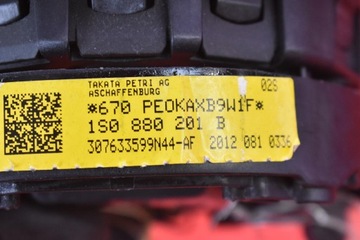 TAKATA PETRI AG 02S
ASCHAFFENBURG
*670 PEOKAXB9W1F*
1S0 880 201 B
307633599N44-AF 2012 081 0336